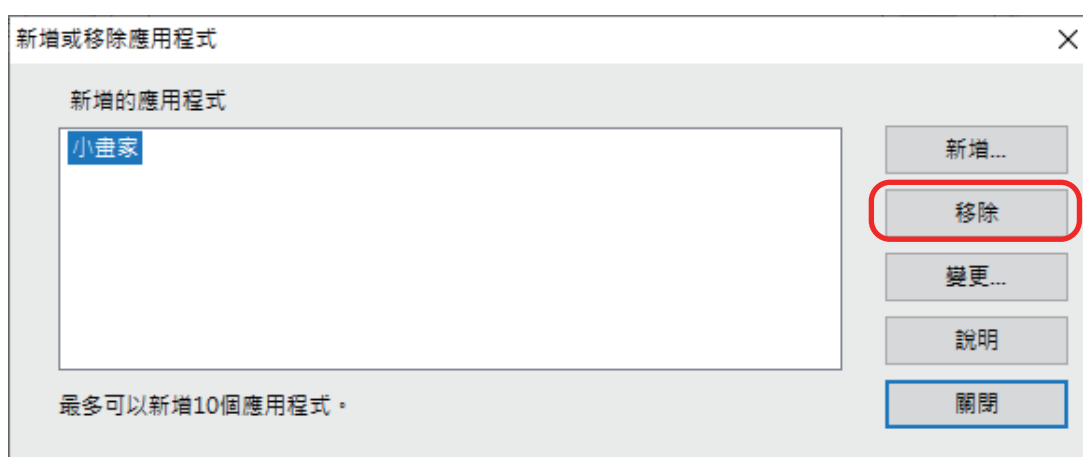 新增或移除應用程式
新增的應用程式
小畫家
新增...
移除
變更...
說明
關閉
最多可以新增10個應用程式。